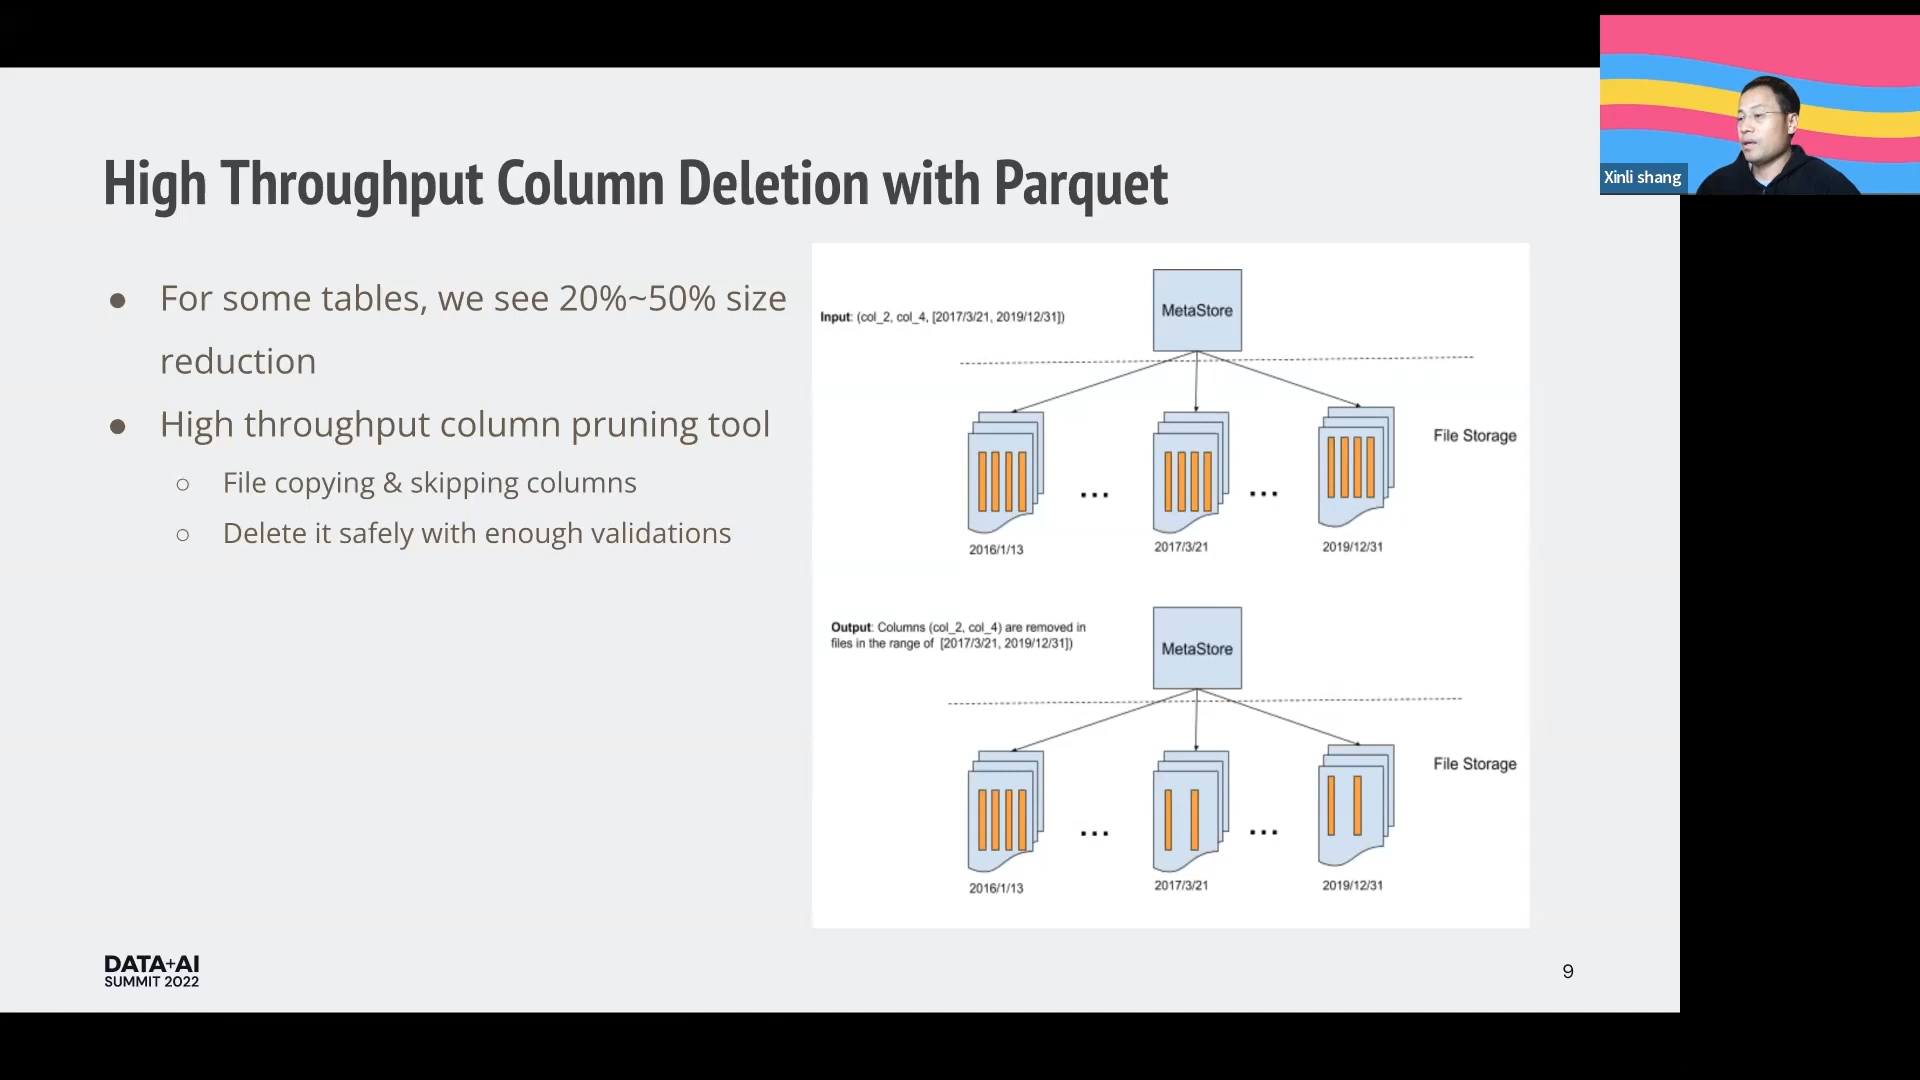 Xinli shang
High Throughput Column Deletion with Parquet
● For some tables, we see 20%~50% size
reduction
● High throughput column pruning tool
○ File copying & skipping columns
○ Delete it safely with enough validations
MetaStore
Input: (col_2, col_4, [2017/3/21, 2019/12/31])
File Storage
...
...
2016/1/13
2017/3/21
2019/12/31
MetaStore
Output: Columns (col_2, col_4) are removed in
files in the range of [2017/3/21, 2019/12/31])
File Storage
...
...
2016/1/13
2017/3/21
2019/12/31
DATA+AI
SUMMIT 2022
9